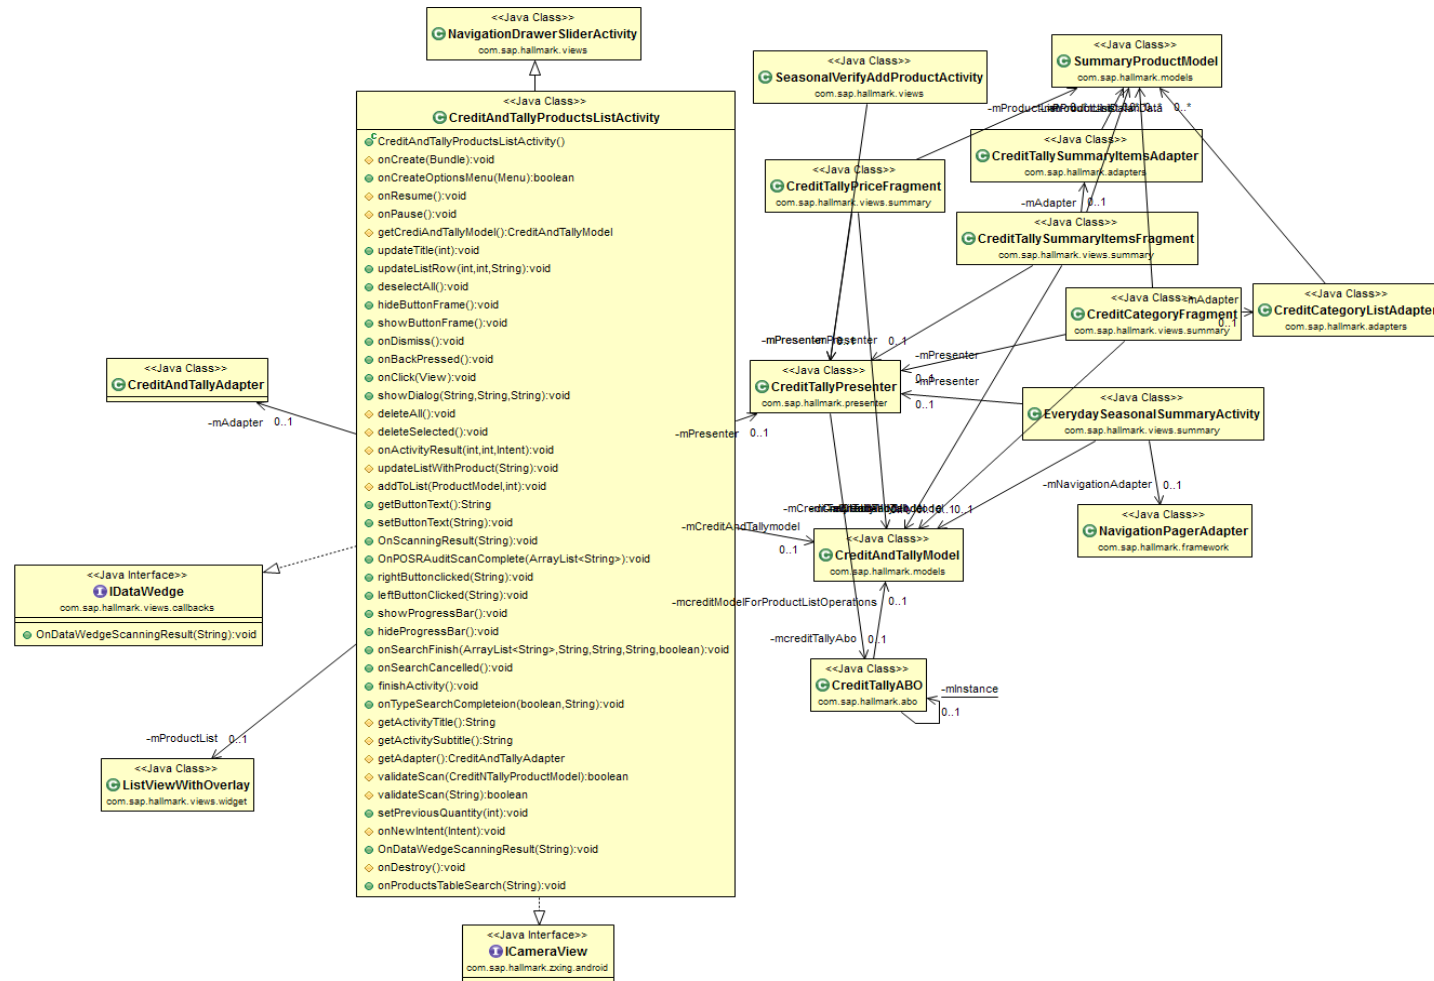 <<Java Class>>
NavigationDrawerSliderActivity
com.sap.hallmark.views
<<Java Class>>
CreditAndTallyProductsListActivity
CreditAndTallyProductsListActivity()
onCreate(Bundle):void
onCreateOptionsMenu(Menu):boolean
onResume():void
onPause():void
getCrediAndTallyModel():CreditAndTallyModel
updateTitle(int):void
updateListRow(int,int,String):void
deselectAll():void
hideButtonFrame():void
showButtonFrame():void
onDismiss():void
onBackPressed():void
onClick(View):void
showDialog(String,String,String):void
deleteAll():void
deleteSelected():void
onActivityResult(int,int,Intent):void
updateListWithProduct(String):void
addToList(ProductModel,int):void
getButtonText():String
setButtonText(String):void
OnScanningResult(String):void
OnPOSRAuditScanComplete(ArrayList<String>):void
rightButtonclicked(String):void
leftButtonClicked(String):void
showProgressBar():void
hideProgressBar():void
onSearchFinish(ArrayList<String>,String,String,String,boolean):void
onSearchCancelled():void
finishActivity():void
onTypeSearchCompleteion(boolean,String):void
getActivityTitle():String
getActivitySubtitle():String
getAdapter():CreditAndTallyAdapter
validateScan(CreditNTallyProductModel):boolean
validateScan(String):boolean
setPreviousQuantity(int):void
onNewIntent(Intent):void
OnDataWedgeScanningResult(String):void
onDestroy():void
onProductsTableSearch(String):void
<<Java Class>>
CreditAndTallyAdapter
-mAdapter 0..1
<<Java Interface>>
IDataWedge
com.sap.hallmark.views.callbacks
OnDataWedgeScanningResult(String):void
-mProductList 0..1
<<Java Class>>
ListViewWithOverlay
com.sap.hallmark.views.widget
<<Java Interface>>
ICameraView
com.sap.hallmark.zxing.android
<<Java Class>>
SeasonalVerifyAddProductActivity
com.sap.hallmark.views
<<Java Class>>
SummaryProductModel
com.sap.hallmark.models
0..*
<<Java Class>>
CreditTallySummaryItemsAdapter
com.sap.hallmark.adapters
<<Java Class>>
CreditTallyPriceFragment
com.sap.hallmark.views.summary
-mAdapter 0..1
<<Java Class>>
CreditTallySummaryItemsFragment
com.sap.hallmark.views.summary
<<Java Class>>
CreditCategoryFragment
com.sap.hallmark.views.summary
-mAdapter
0..1
<<Java Class>>
CreditCategoryListAdapter
com.sap.hallmark.adapters
-mPresenter
-mPresenter
0..1
0..1
<<Java Class>>
CreditTallyPresenter
com.sap.hallmark.presenter
-mPresenter
0..1
-mPresenter
0..1
-mPresenter 0..1
<<Java Class>>
EverydaySeasonalSummaryActivity
com.sap.hallmark.views.summary
-mNavigationAdapter 0..1
<<Java Class>>
NavigationPagerAdapter
com.sap.hallmark.framework
-mCreditAndTallymodel
0..1
0..1
<<Java Class>>
CreditAndTallyModel
com.sap.hallmark.models
-mcreditModelForProductListOperations 0..1
-mcreditTallyAbo 0..1
<<Java Class>>
CreditTallyABO
com.sap.hallmark.abo
-mInstance
0..1